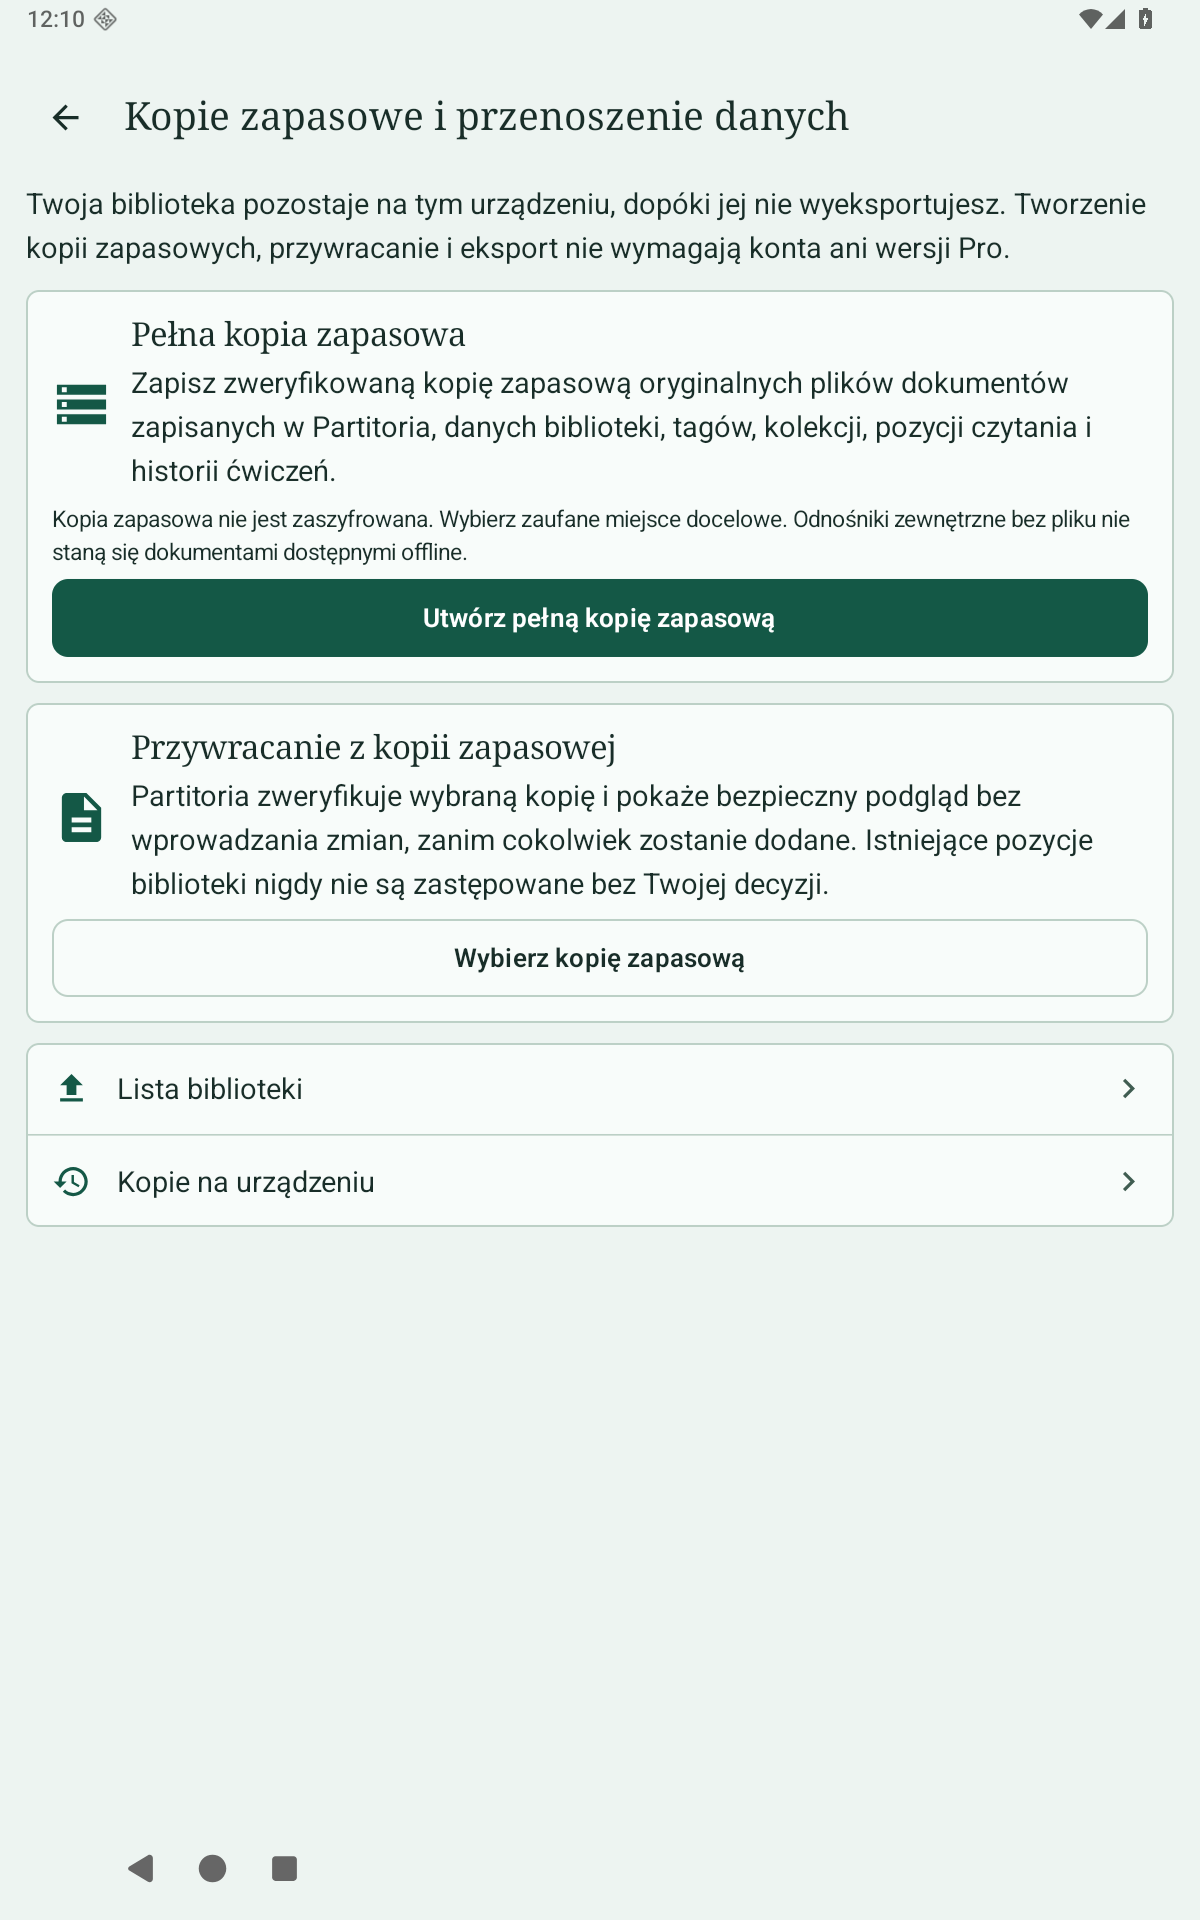 12:10
Kopie zapasowe i przenoszenie danych
Twoja biblioteka pozostaje na tym urządzeniu, dopóki jej nie wyeksportujesz. Tworzenie
kopii zapasowych, przywracanie i eksport nie wymagają konta ani wersji Pro.
Pełna kopia zapasowa
Zapisz zweryfikowaną kopię zapasową oryginalnych plików dokumentów
zapisanych w Partitoria, danych biblioteki, tagów, kolekcji, pozycji czytania i
historii ćwiczeń.
Kopia zapasowa nie jest zaszyfrowana. Wybierz zaufane miejsce docelowe. Odnośniki zewnętrzne bez pliku nie
staną się dokumentami dostępnymi offline.
Utwórz pełną kopię zapasową
Przywracanie z kopii zapasowej
Partitoria zweryfikuje wybraną kopię i pokaże bezpieczny podgląd bez
wprowadzania zmian, zanim cokolwiek zostanie dodane. Istniejące pozycje
biblioteki nigdy nie są zastępowane bez Twojej decyzji.
Wybierz kopię zapasową
Lista biblioteki
Kopie na urządzeniu